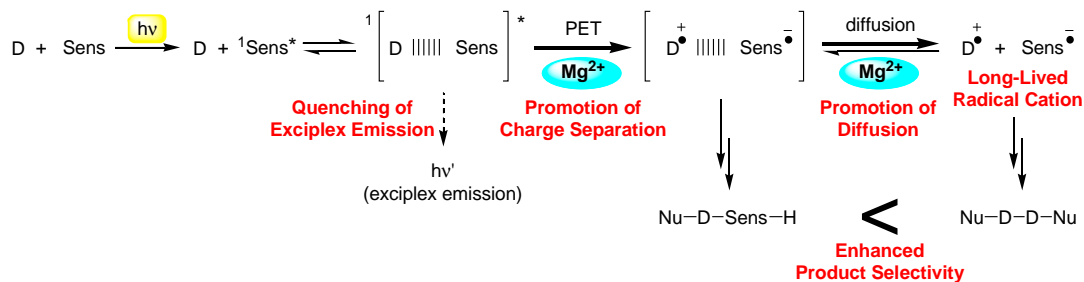 D + Sens
hν
D + ¹Sens*
¹[ D Sens ]*
PET
Mg²⁺
[ D•⁺ Sens•⁻ ]
diffusion
Mg²⁺
D•⁺ + Sens•⁻
Quenching of
Exciplex Emission
Promotion of
Charge Separation
Promotion of
Diffusion
Long-Lived
Radical Cation
hν'
(exciplex emission)
Nu–D–Sens–H
<
Nu–D–D–Nu
Enhanced
Product Selectivity